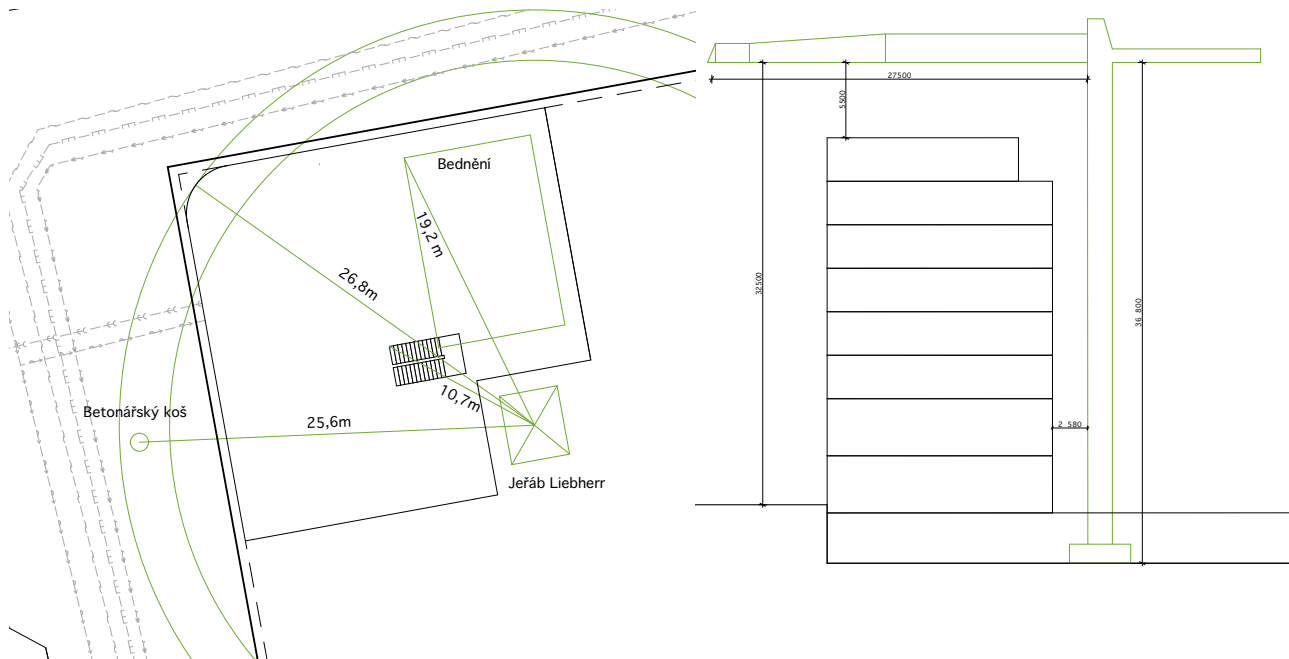 Bednění
19,2 m
26,8m
10,7m
Betonářský koš
25,6m
Jeřáb Liebherr
27500
5500
32500
36 800
2 580